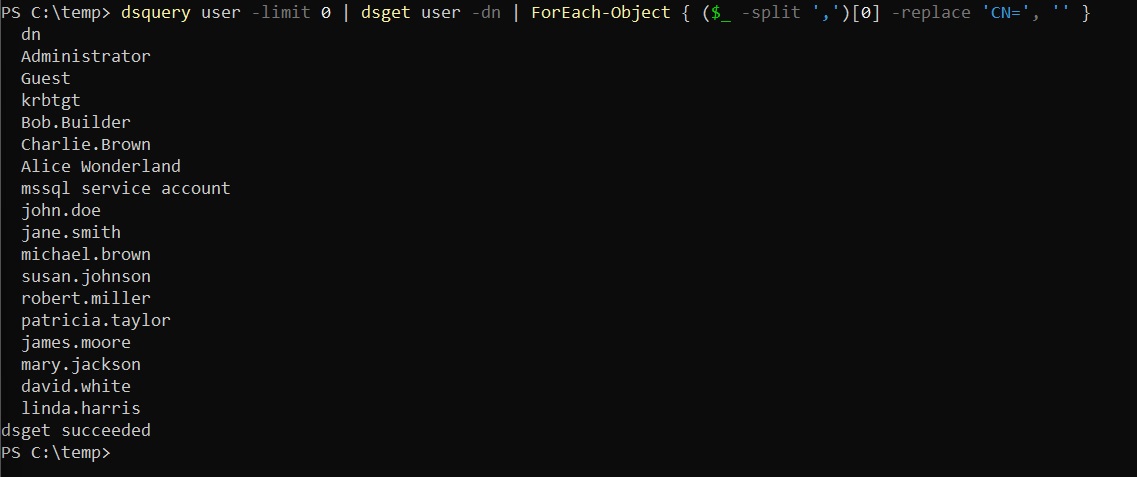 PS C:\temp> dsquery user -limit 0 | dsget user -dn | ForEach-Object { ($_ -split ',')[0] -replace 'CN=', '' }
dn
Administrator
Guest
krbtgt
Bob.Builder
Charlie.Brown
Alice Wonderland
mssql service account
john.doe
jane.smith
michael.brown
susan.johnson
robert.miller
patricia.taylor
james.moore
mary.jackson
david.white
linda.harris
dsget succeeded
PS C:\temp>